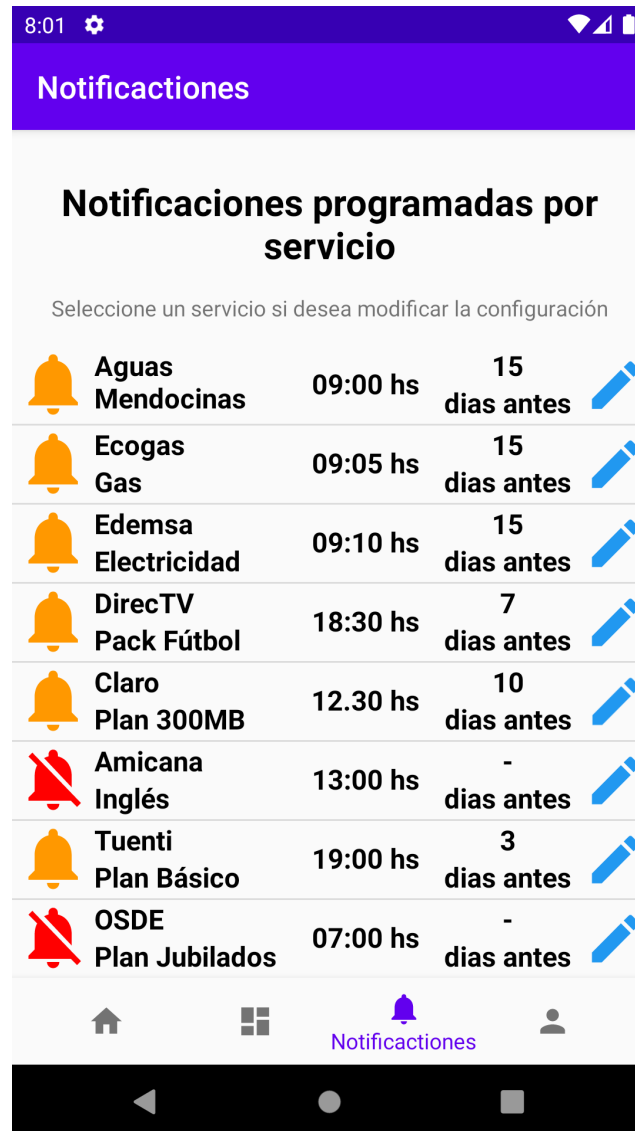 8:01
Notificactiones
Notificaciones programadas por
servicio
Seleccione un servicio si desea modificar la configuración
Aguas
Mendocinas
09:00 hs
15
dias antes
Ecogas
Gas
09:05 hs
15
dias antes
Edemsa
Electricidad
09:10 hs
15
dias antes
DirecTV
Pack Fútbol
18:30 hs
7
dias antes
Claro
Plan 300MB
12.30 hs
10
dias antes
Amicana
Inglés
13:00 hs
-
dias antes
Tuenti
Plan Básico
19:00 hs
3
dias antes
OSDE
Plan Jubilados
07:00 hs
-
dias antes
Notificactiones